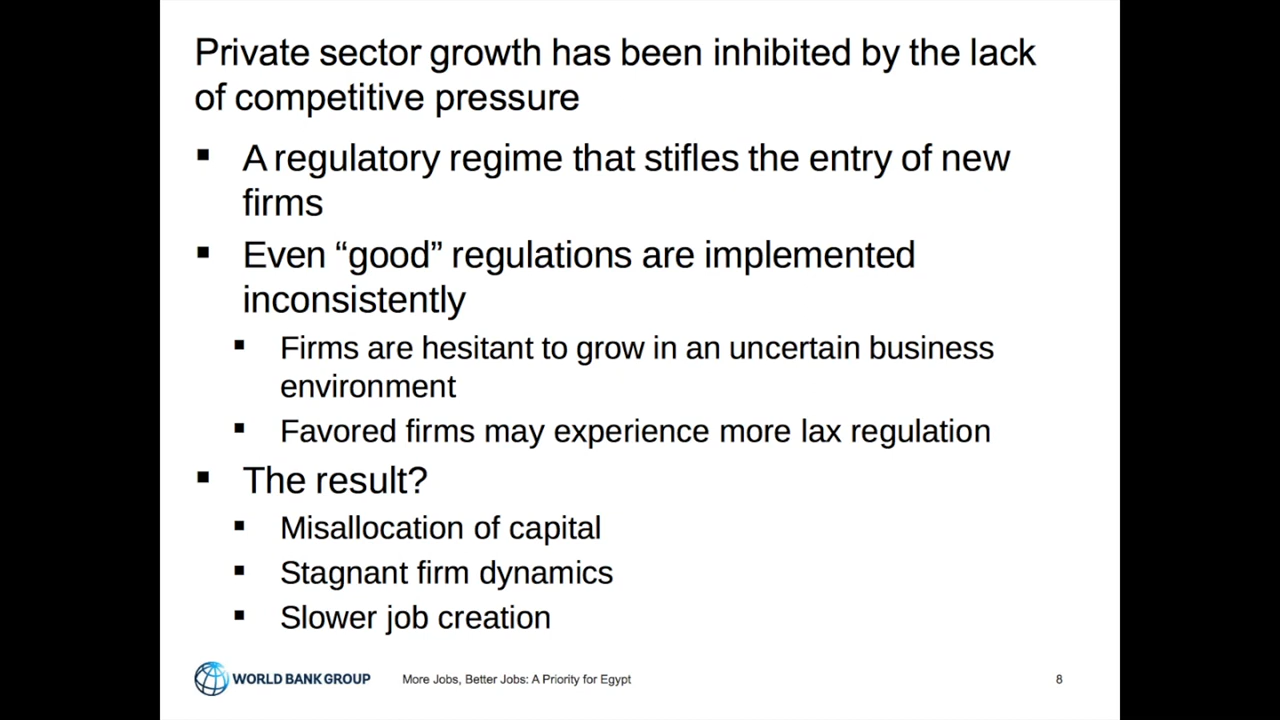 Private sector growth has been inhibited by the lack
of competitive pressure
▪ A regulatory regime that stifles the entry of new
firms
▪ Even “good” regulations are implemented
inconsistently
▪ Firms are hesitant to grow in an uncertain business
environment
▪ Favored firms may experience more lax regulation
▪ The result?
▪ Misallocation of capital
▪ Stagnant firm dynamics
▪ Slower job creation
WORLD BANK GROUP More Jobs, Better Jobs: A Priority for Egypt 8